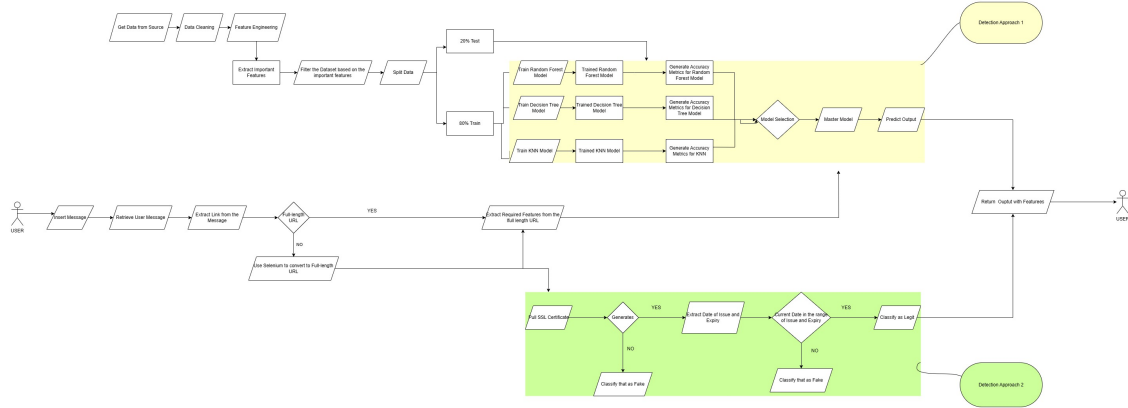 Get Data from Source
Data Cleaning
Feature Engineering
Detection Approach 1
20% Test
Extract Important
Features
Filter the Dataset based on the
important features
Split Data
Train Random Forest
Model
Trained Random
Forest Model
Generate Accuracy
Metrics for Random
Forest Model
80% Train
Train Decision Tree
Model
Trained Decision Tree
Model
Generate Accuracy
Metrics for Decision
Tree Model
Model Selection
Master Model
Predict Output
Train KNN Model
Trained KNN Model
Generate Accuracy
Metrics for KNN
USER
Insert Message
Retrieve User Message
Extract Link from the
Message
Full-length
URL
YES
Extract Required Features from the
full length URL
Return Ouptut with Featurees
USER
NO
Use Selenium to convert to Full-length
URL
Pull SSL Certificate
Generates
YES
Extract Date of Issue and
Expiry
Current Date in the range
of Issue and Expiry
YES
Classify as Legit
NO
NO
Classify that as Fake
Classify that as Fake
Detection Approach 2